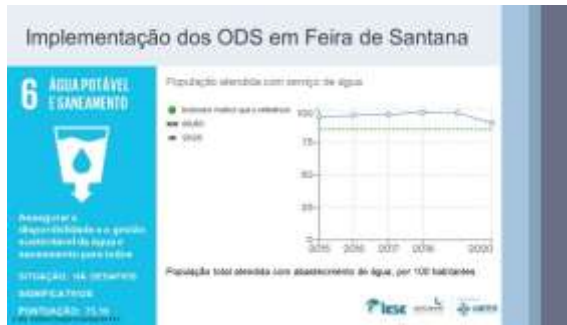 Implementação dos ODS em Feira de Santana
6 ÁGUA POTÁVEL
E SANEAMENTO
Assegurar a
disponibilidade e a gestão
sustentável da água e
saneamento para todos
SITUAÇÃO: HÁ DESAFIOS
SIGNIFICATIVOS
PONTUAÇÃO:
População atendida com serviço de água
100
75
50
25
0
2015 2016 2017 2018 2020
População total atendida com abastecimento de água, por 100 habitantes